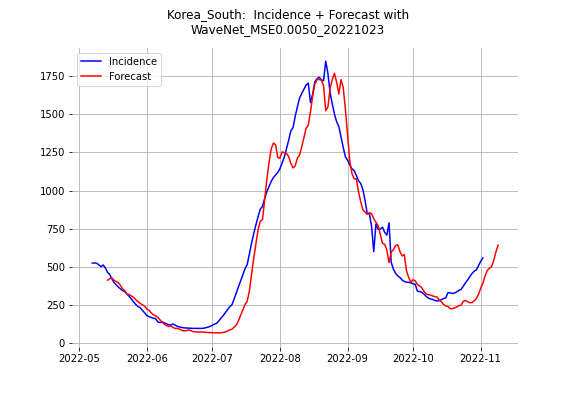 Korea_South:  Incidence + Forecast with
WaveNet_MSE0.0050_20221023
Incidence
Forecast
1750
1500
1250
1000
750
500
250
0
2022-05 2022-06 2022-07 2022-08 2022-09 2022-10 2022-11